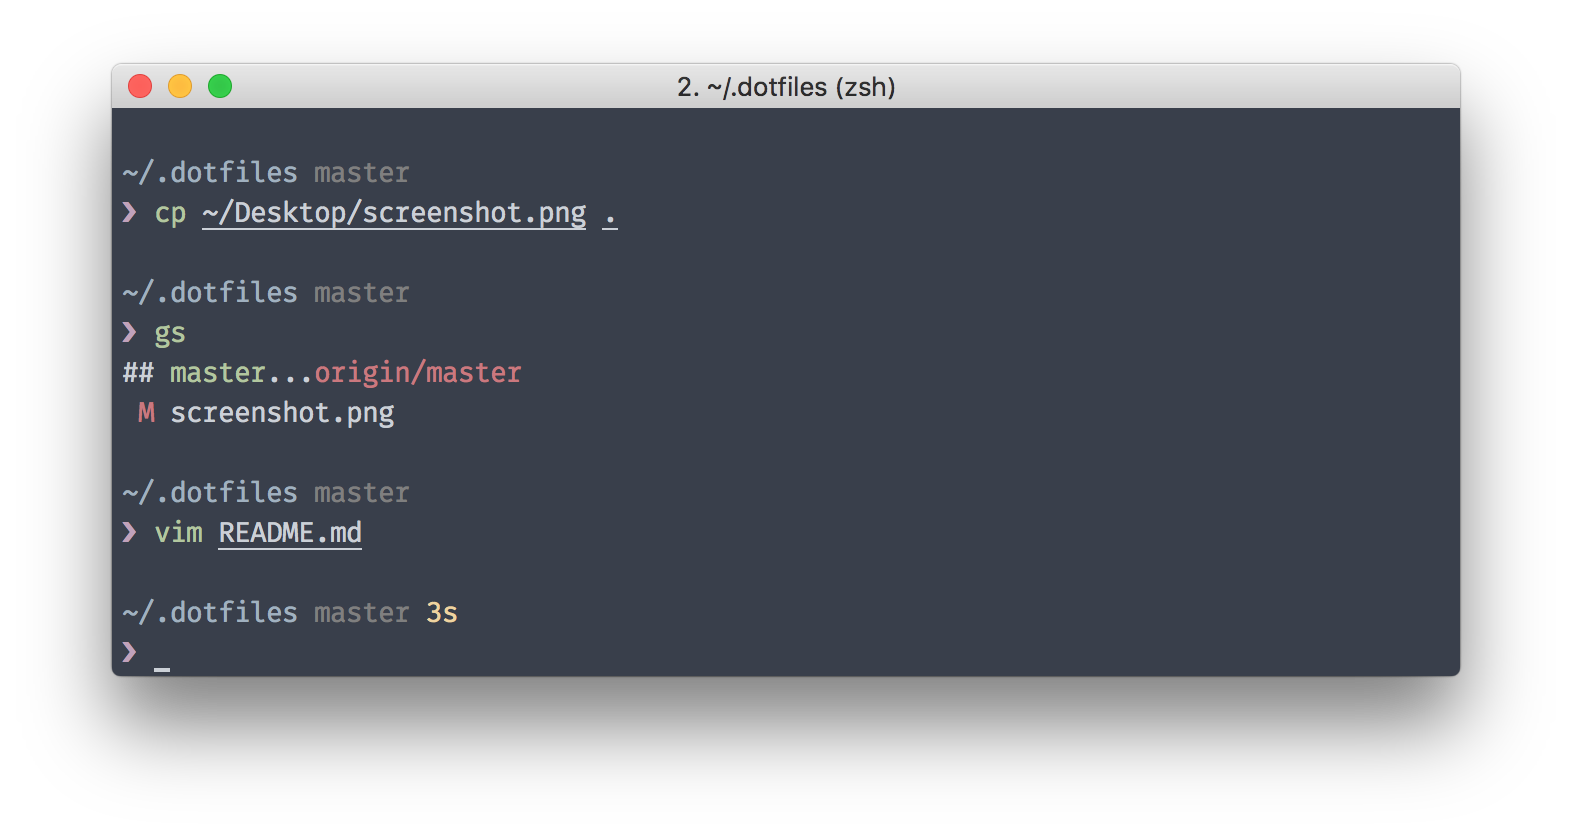 2. ~/.dotfiles (zsh)
~/.dotfiles master
❯ cp ~/Desktop/screenshot.png .
~/.dotfiles master
❯ gs
## master...origin/master
 M screenshot.png
~/.dotfiles master
❯ vim README.md
~/.dotfiles master 3s
❯ _